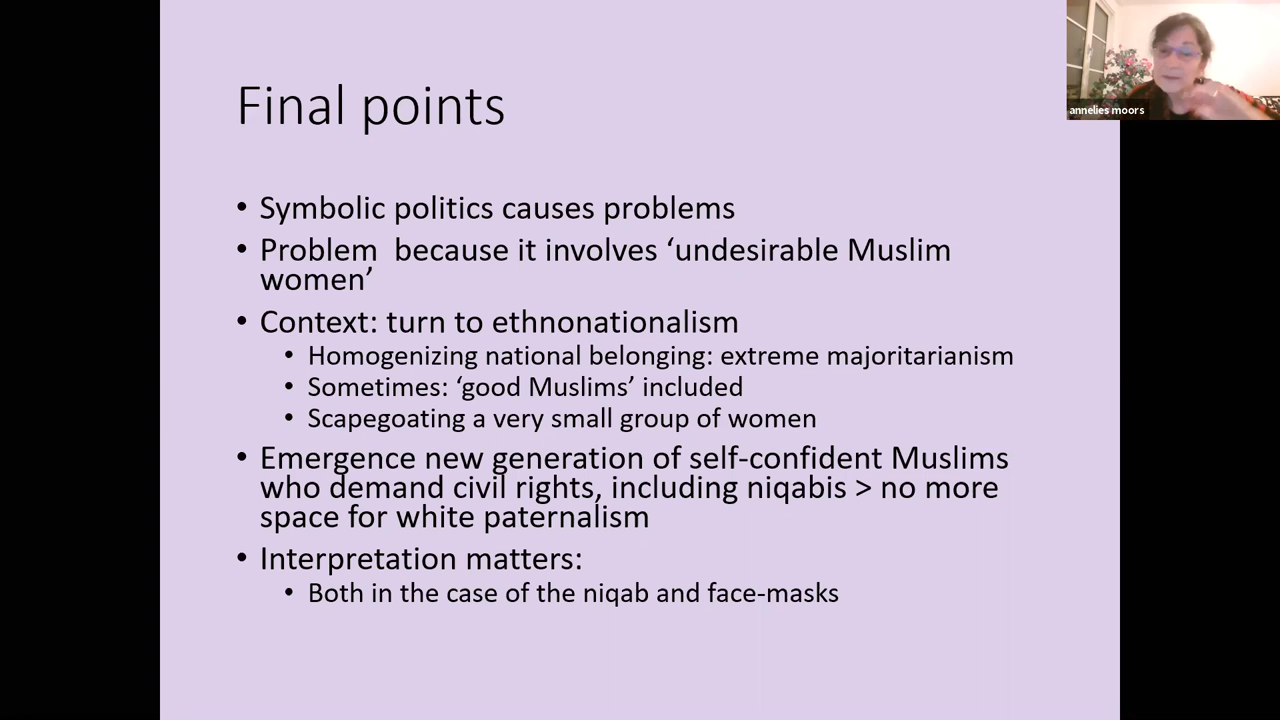 Final points
annelies moors
• Symbolic politics causes problems
• Problem  because it involves ‘undesirable Muslim
women’
• Context: turn to ethnonationalism
• Homogenizing national belonging: extreme majoritarianism
• Sometimes: ‘good Muslims’ included
• Scapegoating a very small group of women
• Emergence new generation of self-confident Muslims
who demand civil rights, including niqabis > no more
space for white paternalism
• Interpretation matters:
• Both in the case of the niqab and face-masks